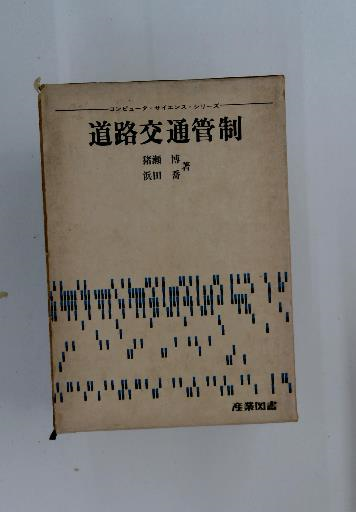 コンピュータ・サイエンス・シリーズ
道路交通管制
猪瀬 博
浜田 喬
著
産業図書